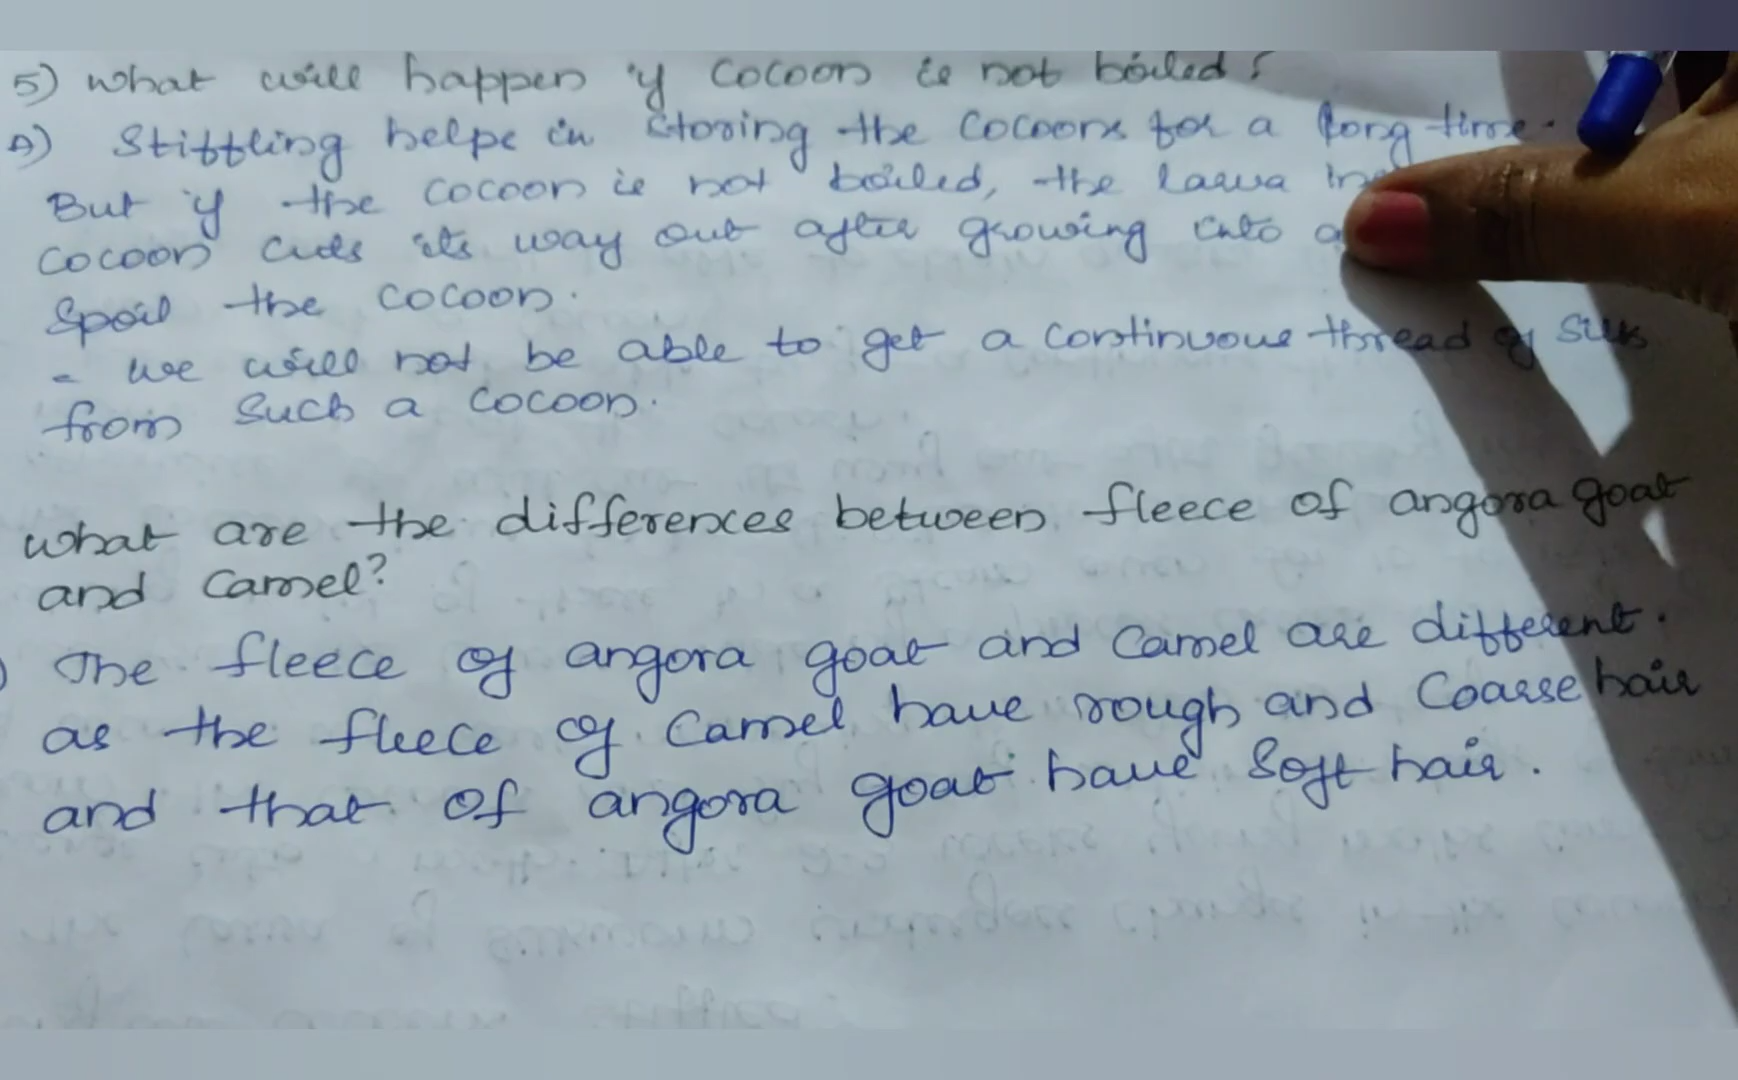 5) What will happen if cocoon is not boiled?
A) Stiffling helps in storing the cocoons for a long time.
But if the cocoon is not boiled, the larva
cocoon cuts its way out after growing into
spoil the cocoon.
- we will not be able to get a continuous thread of silk
from such a cocoon.
What are the differences between fleece of angora goat
and camel?
The fleece of angora goat and camel are different.
as the fleece of camel have rough and coarse hair
and that of angora goat have soft hair.